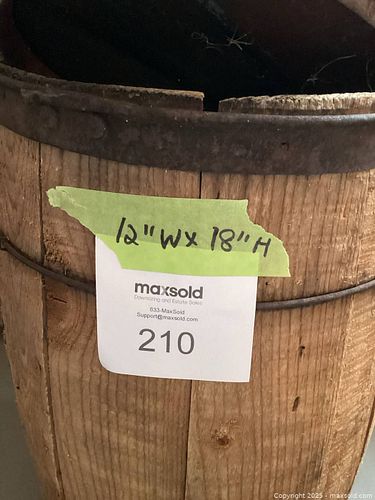 12"W X 18"H
maxsold
Downsizing and Estate Sales
833-MaxSold
Support@maxsold.com
210
Copyright 2025 - maxsold.com